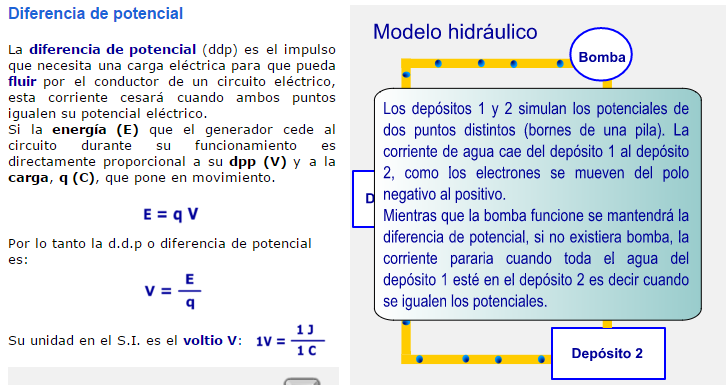 Diferencia de potencial
La diferencia de potencial (ddp) es el impulso
que necesita una carga eléctrica para que pueda
fluir por el conductor de un circuito eléctrico,
esta corriente cesará cuando ambos puntos
igualen su potencial eléctrico.
Si la energía (E) que el generador cede al
circuito durante su funcionamiento es
directamente proporcional a su dpp (V) y a la
carga, q (C), que pone en movimiento.
E = q V
Por lo tanto la d.d.p o diferencia de potencial
es:
V = E / q
Su unidad en el S.I. es el voltio V: 1V = 1 J / 1 C
Modelo hidráulico
Bomba
Los depósitos 1 y 2 simulan los potenciales de
dos puntos distintos (bornes de una pila). La
corriente de agua cae del depósito 1 al depósito
2, como los electrones se mueven del polo
negativo al positivo.
Mientras que la bomba funcione se mantendrá la
diferencia de potencial, si no existiera bomba, la
corriente pararia cuando toda el agua del
depósito 1 esté en el depósito 2 es decir cuando
se igualen los potenciales.
D
Depósito 2